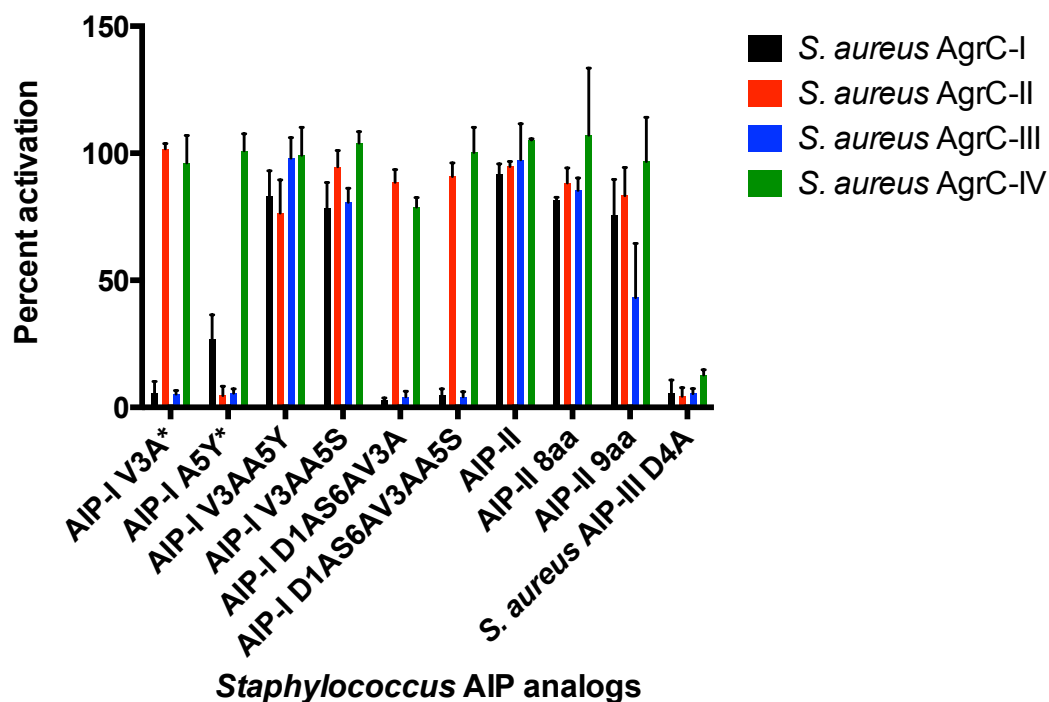 150
100
50
0
Percent activation
S. aureus AgrC-I
S. aureus AgrC-II
S. aureus AgrC-III
S. aureus AgrC-IV
AIP-I V3A*
AIP-I A5Y*
AIP-I V3AA5Y
AIP-I V3AA5S
AIP-I D1AS6AV3A
AIP-I D1AS6AV3AA5S
AIP-II
AIP-II 8aa
AIP-II 9aa
S. aureus AIP-III D4A
Staphylococcus AIP analogs